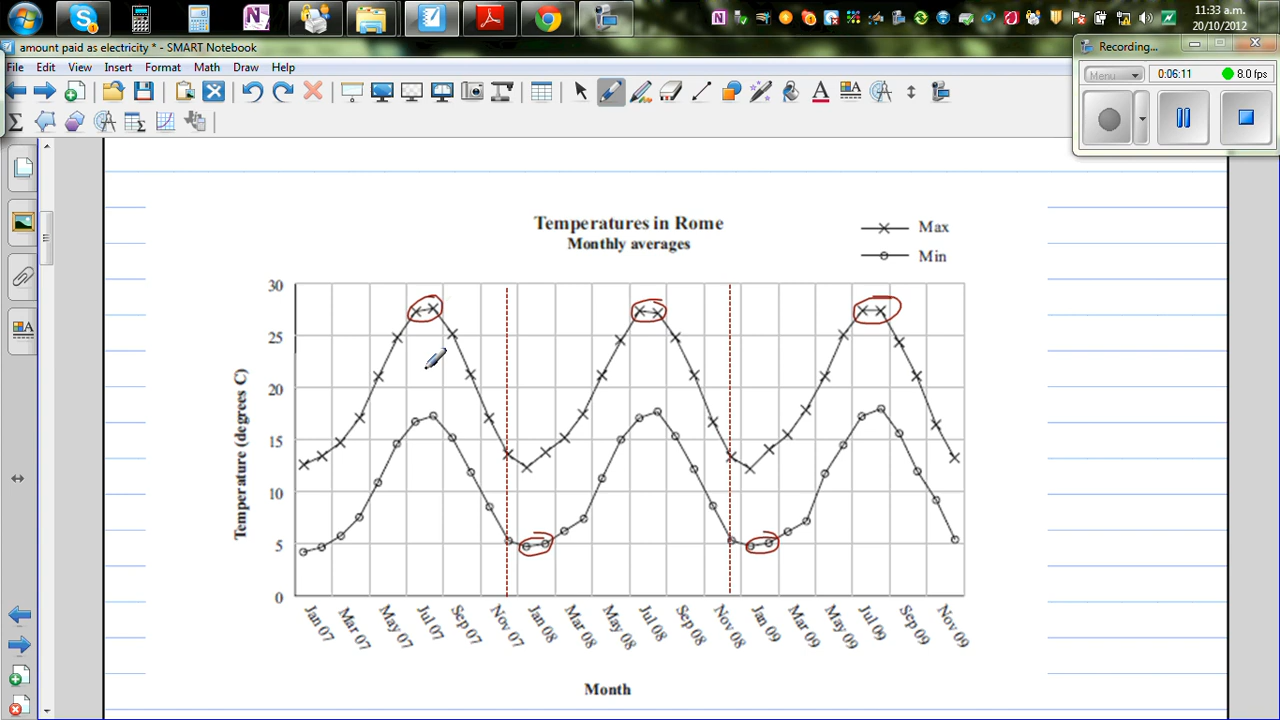 11:33 a.m.
20/10/2012
amount paid as electricity * - SMART Notebook
Recording...
File Edit View Insert Format Math Draw Help
Menu
0:06:11
8.0 fps
Temperatures in Rome
Monthly averages
Max
Min
30
25
20
15
10
5
0
Temperature (degrees C)
Jan 07
Mar 07
May 07
Jul 07
Sep 07
Nov 07
Jan 08
Mar 08
May 08
Jul 08
Sep 08
Nov 08
Jan 09
Mar 09
May 09
Jul 09
Sep 09
Nov 09
Month